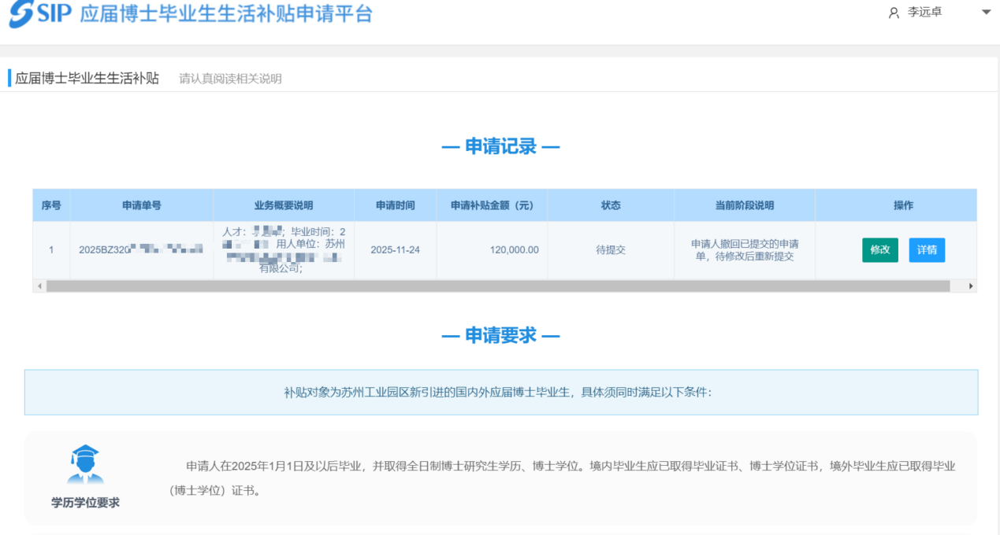 SIP 应届博士毕业生生活补贴申请平台
李远卓
应届博士毕业生生活补贴 请认真阅读相关说明
— 申请记录 —
序号 申请单号 业务概要说明 申请时间 申请补贴金额（元） 状态 当前阶段说明 操作
1 2025BZ320 人才： ；毕业时间：2 用人单位：苏州 有限公司； 2025-11-24 120,000.00 待提交 申请人撤回已提交的申请单，待修改后重新提交 修改 详情
— 申请要求 —
补贴对象为苏州工业园区新引进的国内外应届博士毕业生，具体须同时满足以下条件：
申请人在2025年1月1日及以后毕业，并取得全日制博士研究生学历、博士学位。境内毕业生应已取得毕业证书、博士学位证书，境外毕业生应已取得毕业
（博士学位）证书。
学历学位要求